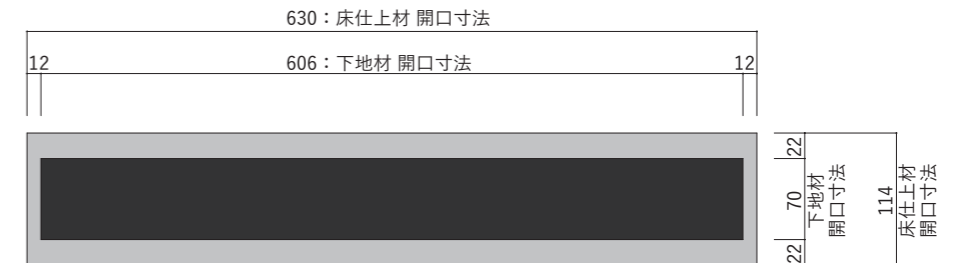 630：床仕上材 開口寸法
12
606：下地材 開口寸法
12
22
70
下地材
開口寸法
22
114
床仕上材
開口寸法